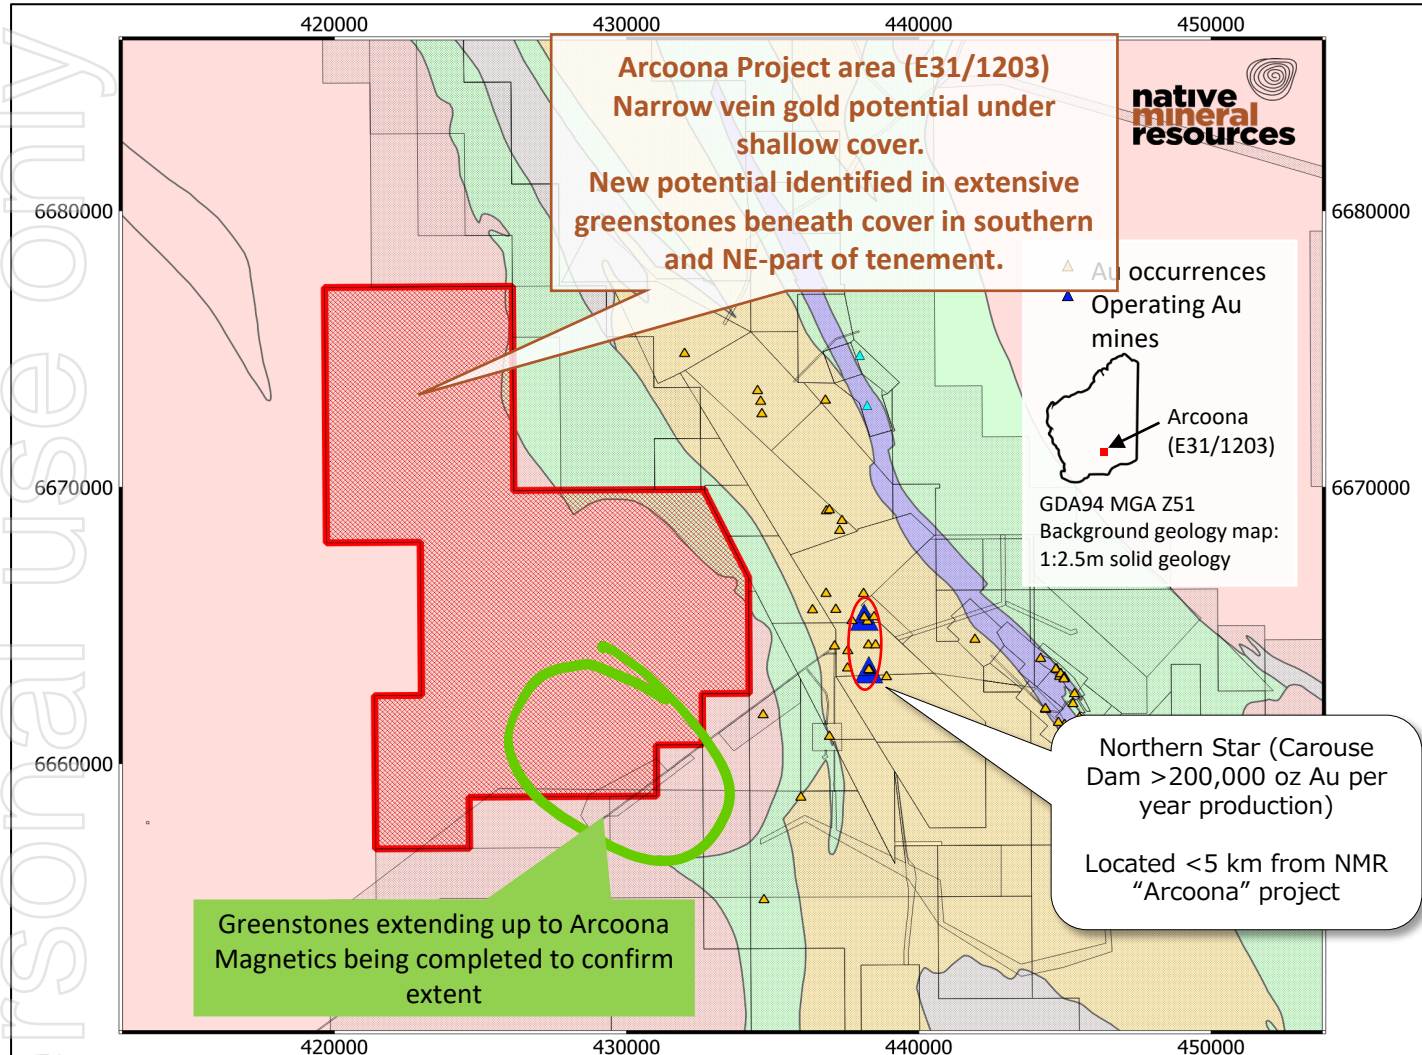 420000
430000
440000
450000
Arcoona Project area (E31/1203)
Narrow vein gold potential under
shallow cover.
New potential identified in extensive
greenstones beneath cover in southern
and NE-part of tenement.
native
mineral
resources
6680000
6680000
Au occurrences
Operating Au
mines
Arcoona
(E31/1203)
6670000
6670000
GDA94 MGA Z51
Background geology map:
1:2.5m solid geology
6660000
Northern Star (Carouse
Dam >200,000 oz Au per
year production)
Located <5 km from NMR
“Arcoona” project
Greenstones extending up to Arcoona
Magnetics being completed to confirm
extent
420000
430000
440000
450000
ersonal use only